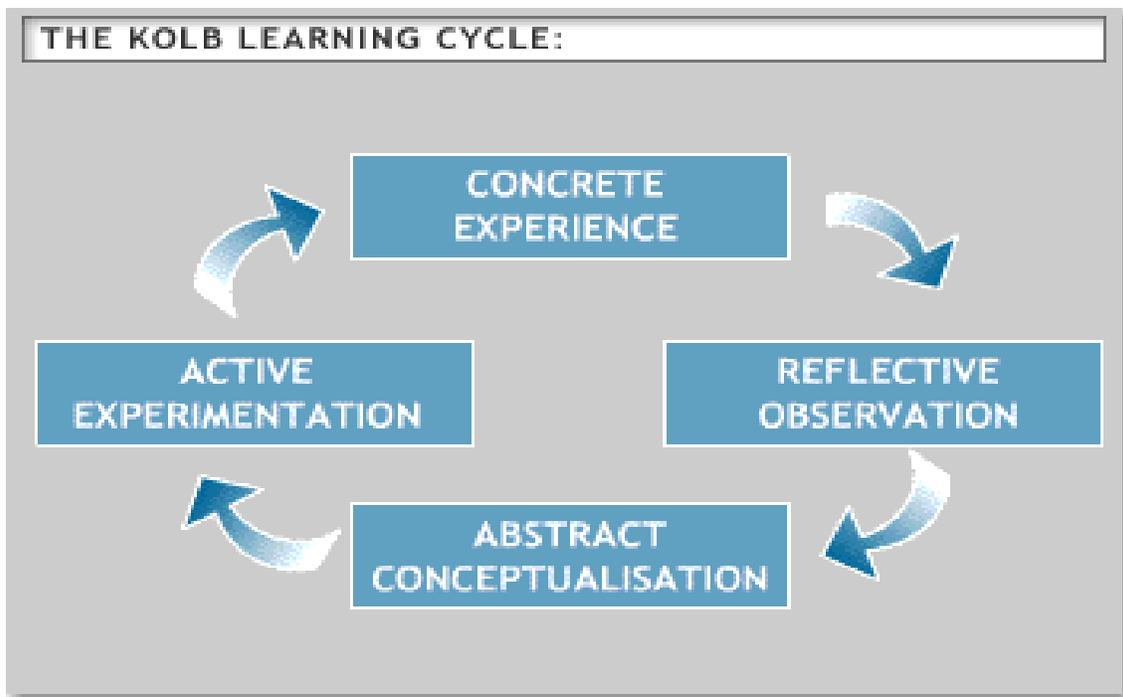 THE KOLB LEARNING CYCLE:
CONCRETE
EXPERIENCE
ACTIVE
EXPERIMENTATION
REFLECTIVE
OBSERVATION
ABSTRACT
CONCEPTUALISATION